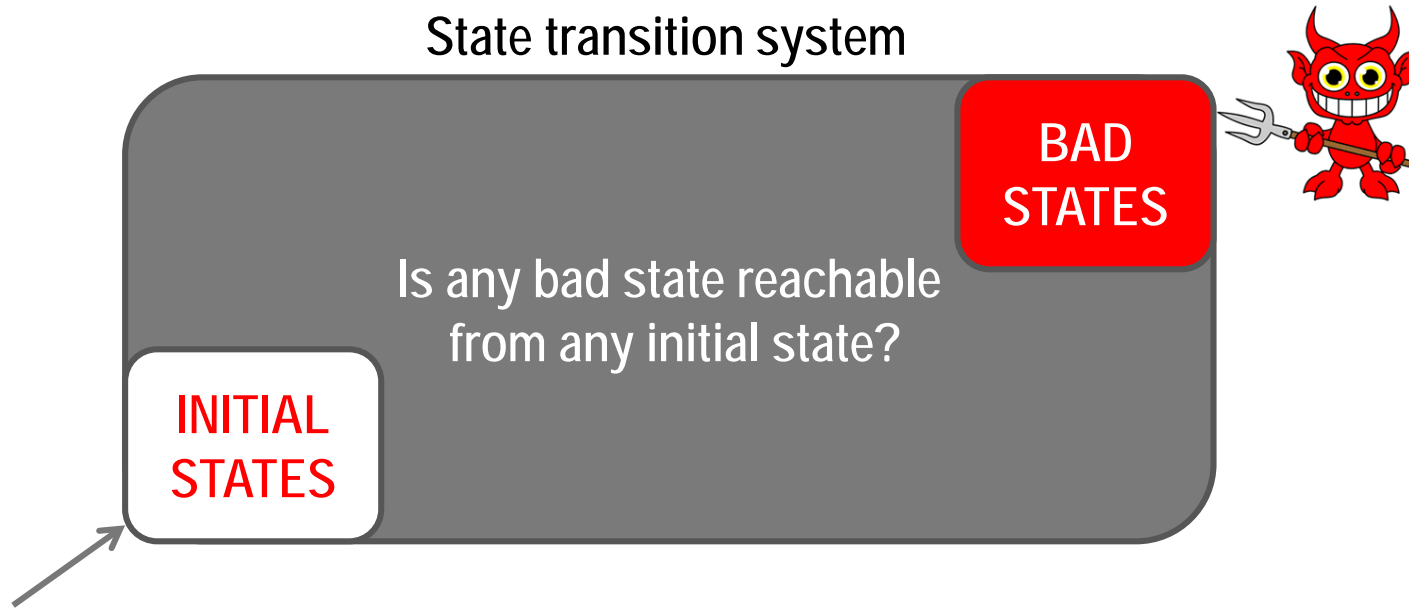 State transition system
BAD
STATES
Is any bad state reachable
from any initial state?
INITIAL
STATES